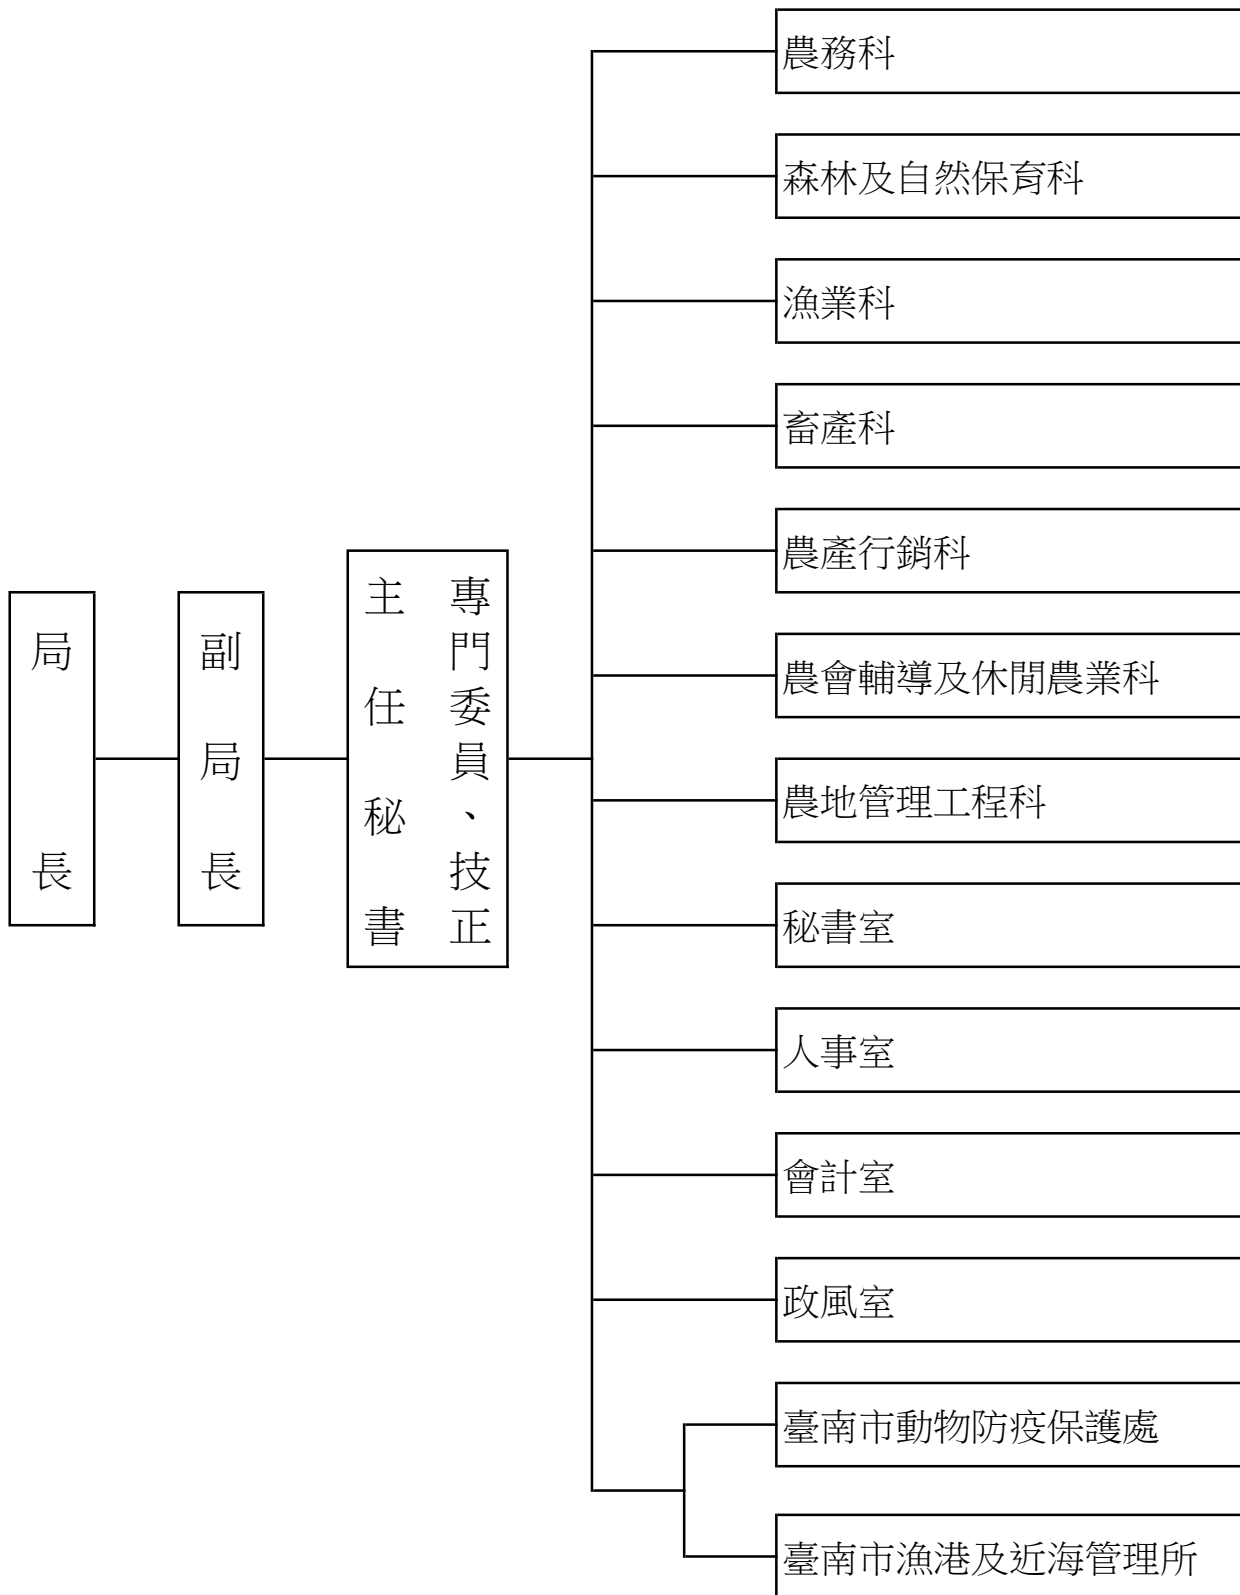 局長
副局長
主任秘書
專門委員、技正
農務科
森林及自然保育科
漁業科
畜產科
農產行銷科
農會輔導及休閒農業科
農地管理工程科
秘書室
人事室
會計室
政風室
臺南市動物防疫保護處
臺南市漁港及近海管理所